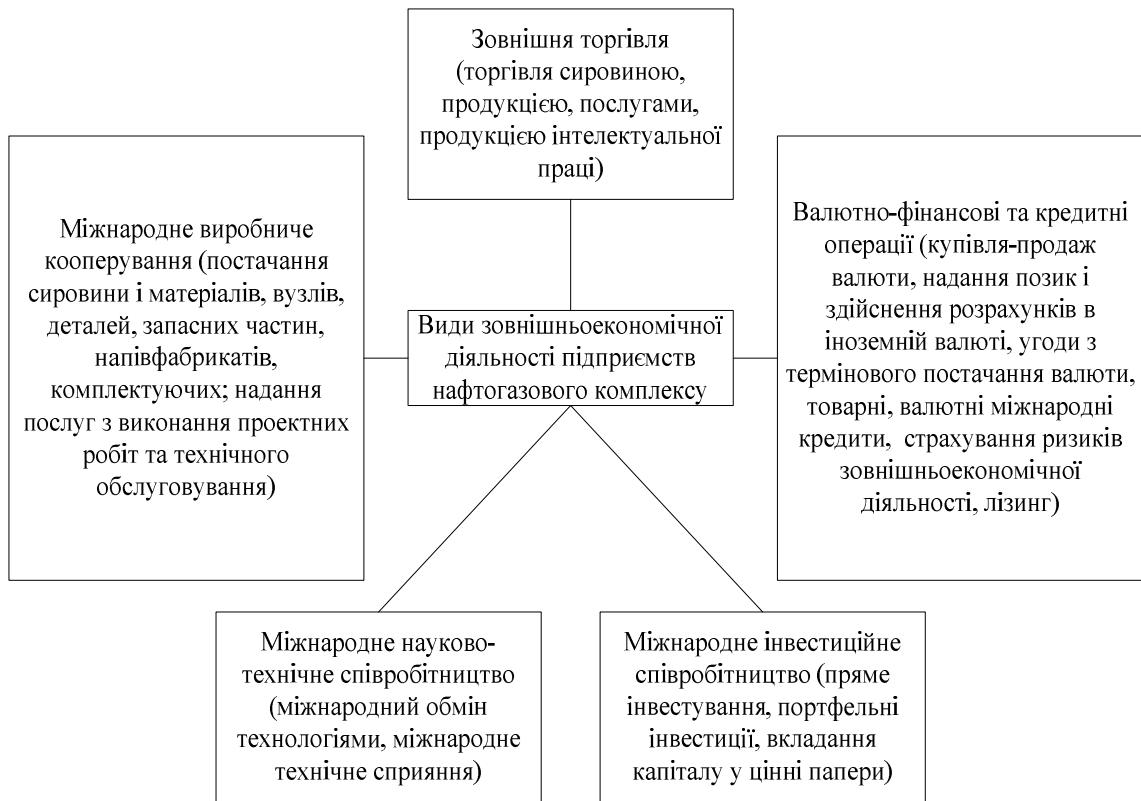 Зовнішня торгівля
(торгівля сировиною,
продукцією, послугами,
продукцією інтелектуальної
праці)
Міжнародне виробниче
кооперування (постачання
сировини і матеріалів, вузлів,
деталей, запасних частин,
напівфабрикатів,
комплектуючих; надання
послуг з виконання проектних
робіт та технічного
обслуговування)
Види зовнішньоекономічної
діяльності підприємств
нафтогазового комплексу
Валютно-фінансові та кредитні
операції (купівля-продаж
валюти, надання позик і
здійснення розрахунків в
іноземній валюті, угоди з
термінового постачання валюти,
товарні, валютні міжнародні
кредити, страхування ризиків
зовнішньоекономічної
діяльності, лізинг)
Міжнародне науково-
технічне співробітництво
(міжнародний обмін
технологіями, міжнародне
технічне сприяння)
Міжнародне інвестиційне
співробітництво (пряме
інвестування, портфельні
інвестиції, вкладання
капіталу у цінні папери)